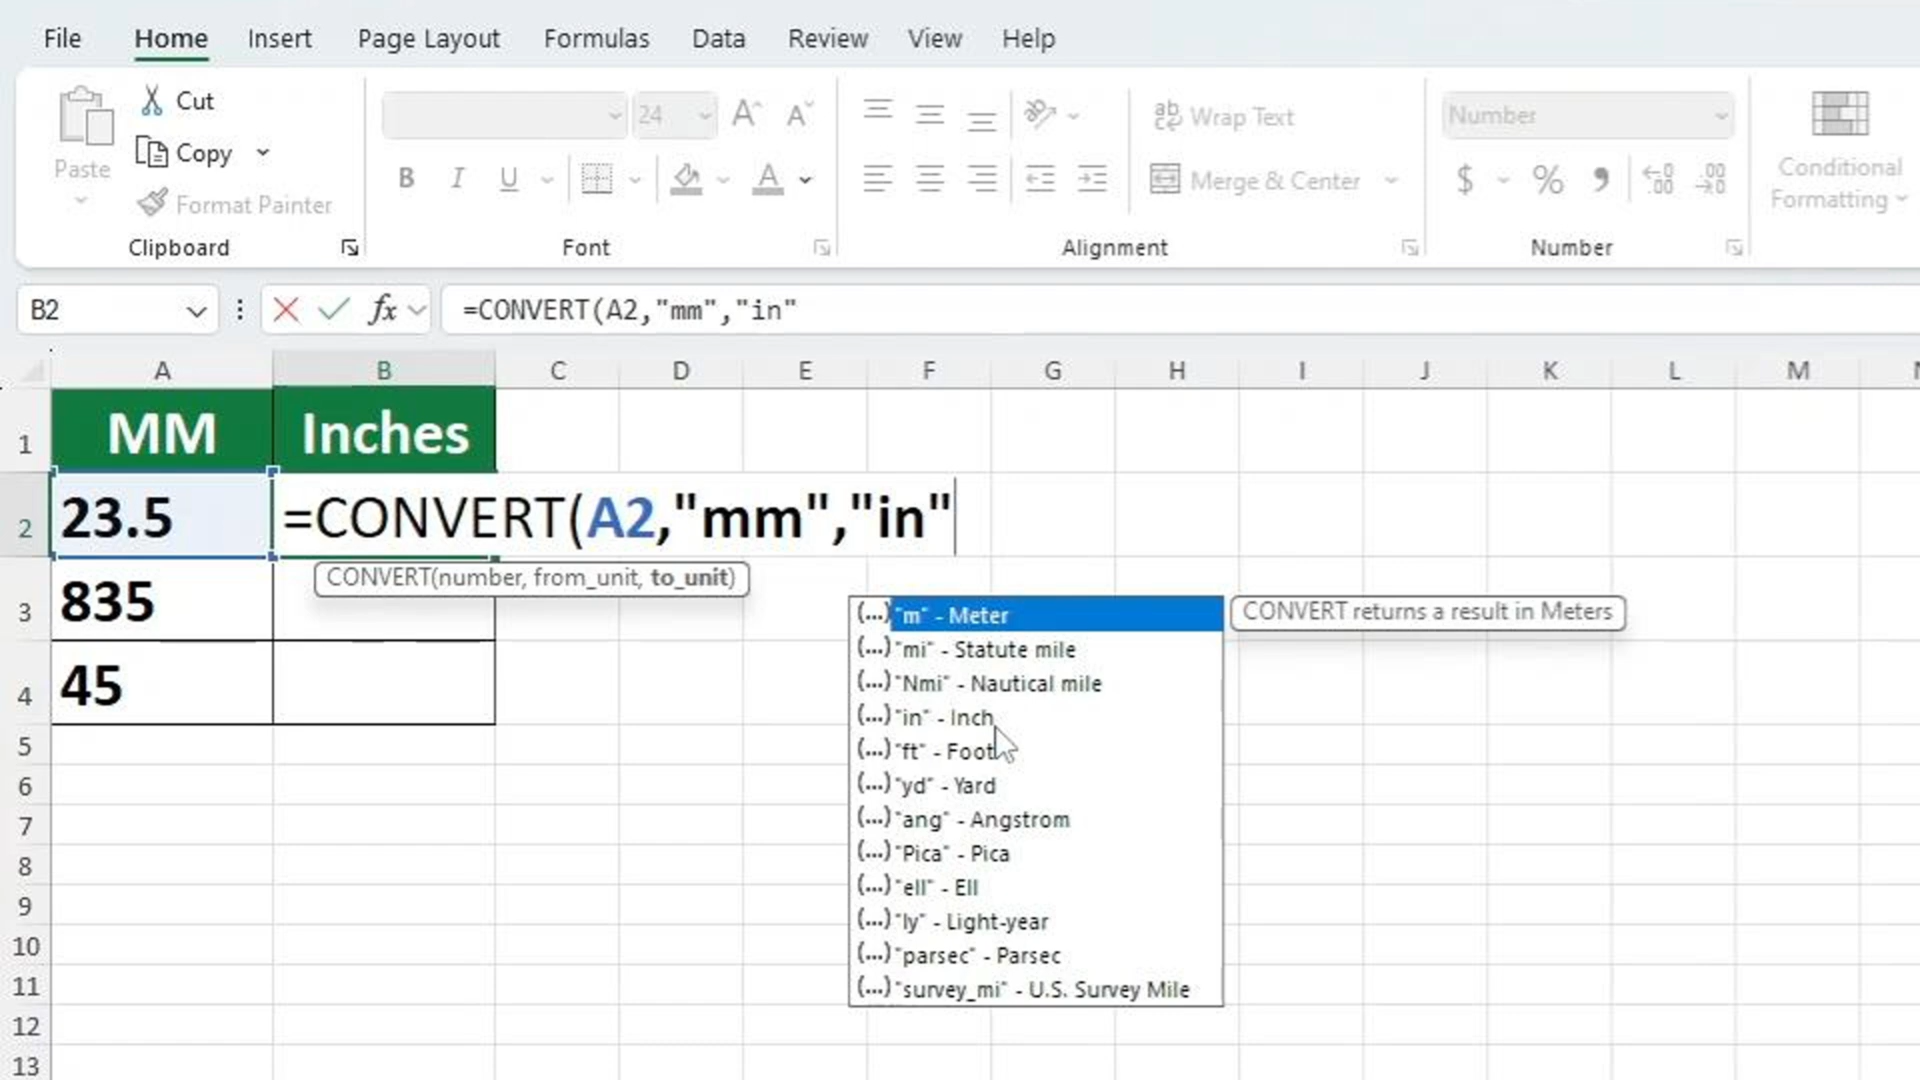 File Home Insert Page Layout Formulas Data Review View Help
Paste
Cut
Copy
Format Painter
Clipboard
24
A A
B I U A
Font
ab Wrap Text
Merge & Center
Alignment
Number
$ % , .00 .00
Number
Conditional
Formatting
B2 fx =CONVERT(A2,"mm","in"
A B C D E F G H I J K L M
1 MM Inches
2 23.5 =CONVERT(A2,"mm","in"
CONVERT(number, from_unit, to_unit)
3 835
4 45
5
6
7
8
9
10
11
12
13
(...) "m" - Meter
CONVERT returns a result in Meters
(...) "mi" - Statute mile
(...) "Nmi" - Nautical mile
(...) "in" - Inch
(...) "ft" - Foot
(...) "yd" - Yard
(...) "ang" - Angstrom
(...) "Pica" - Pica
(...) "ell" - Ell
(...) "ly" - Light-year
(...) "parsec" - Parsec
(...) "survey_mi" - U.S. Survey Mile